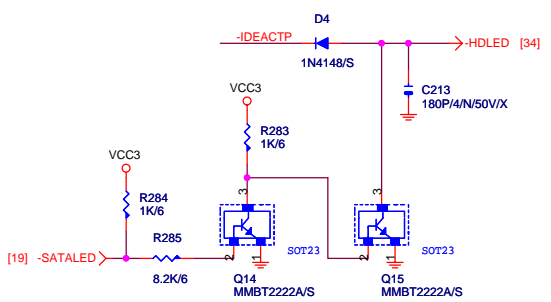 D4
-IDEACTP
-HDLED [34]
1N4148/S
VCC3
C213
180P/4/N/50V/X
R283
1K/6
VCC3
R284
1K/6
3
3
R285
SOT23
SOT23
[19] -SATALED
2
1
2
1
8.2K/6
Q14
MMBT2222A/S
Q15
MMBT2222A/S